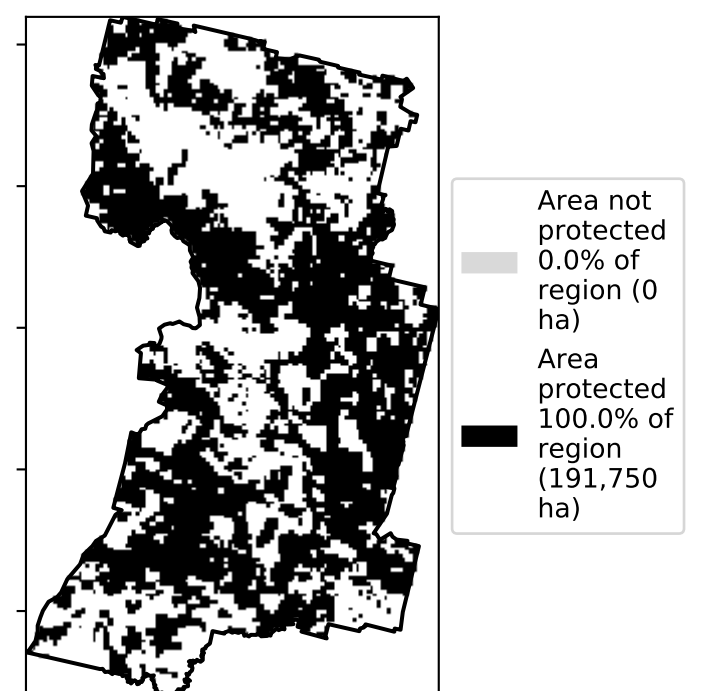 Area not
protected
0.0% of
region (0
ha)
Area
protected
100.0% of
region
(191,750
ha)